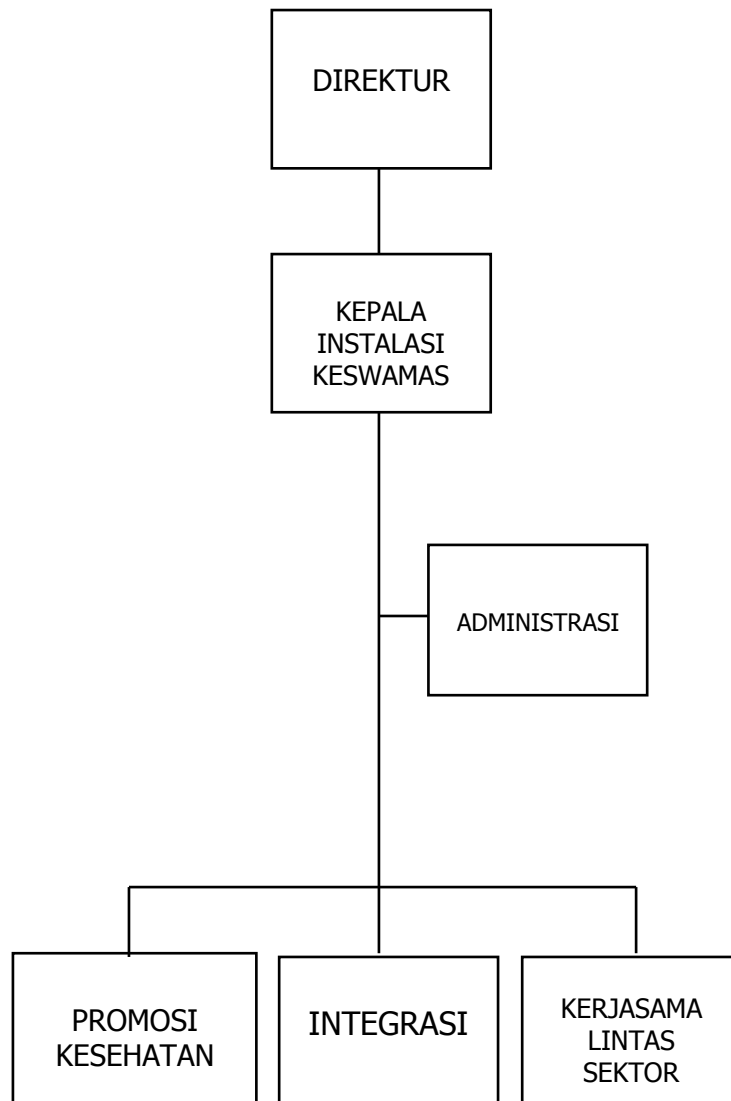 DIREKTUR
KEPALA
INSTALASI
KESWAMAS
ADMINISTRASI
PROMOSI
KESEHATAN
INTEGRASI
KERJASAMA
LINTAS
SEKTOR